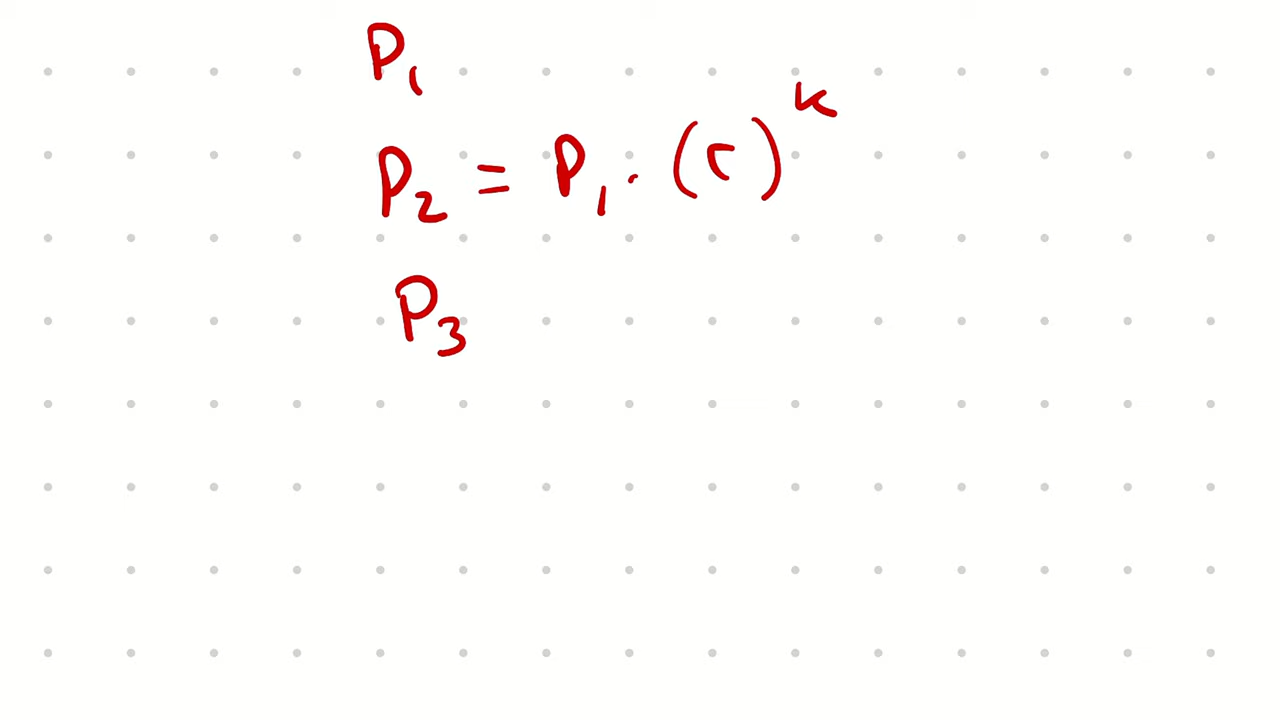 P₁
P₂ = P₁ · (r)ᵏ
P₃